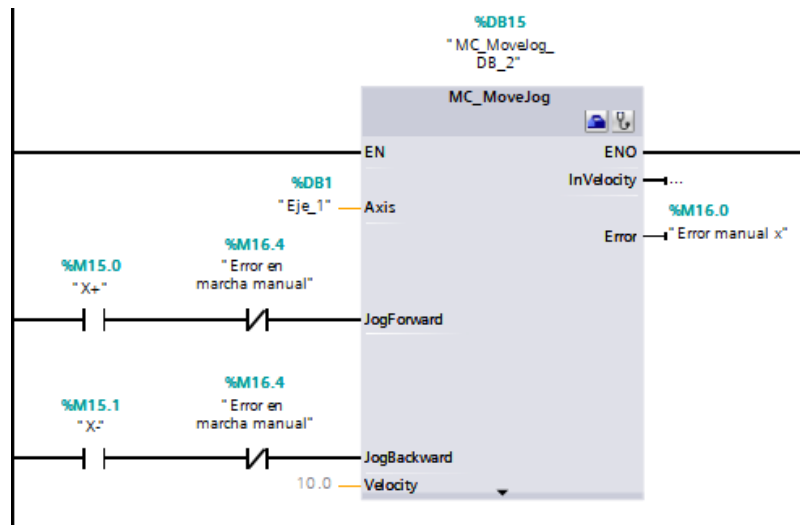 %DB15
"MC_MoveJog_
DB_2"
MC_MoveJog
EN
ENO
InVelocity
...
%DB1
"Eje_1"
Axis
%M16.0
"Error manual x"
Error
%M15.0
"X+"
%M16.4
"Error en
marcha manual"
JogForward
%M15.1
"X-"
%M16.4
"Error en
marcha manual"
JogBackward
10.0
Velocity